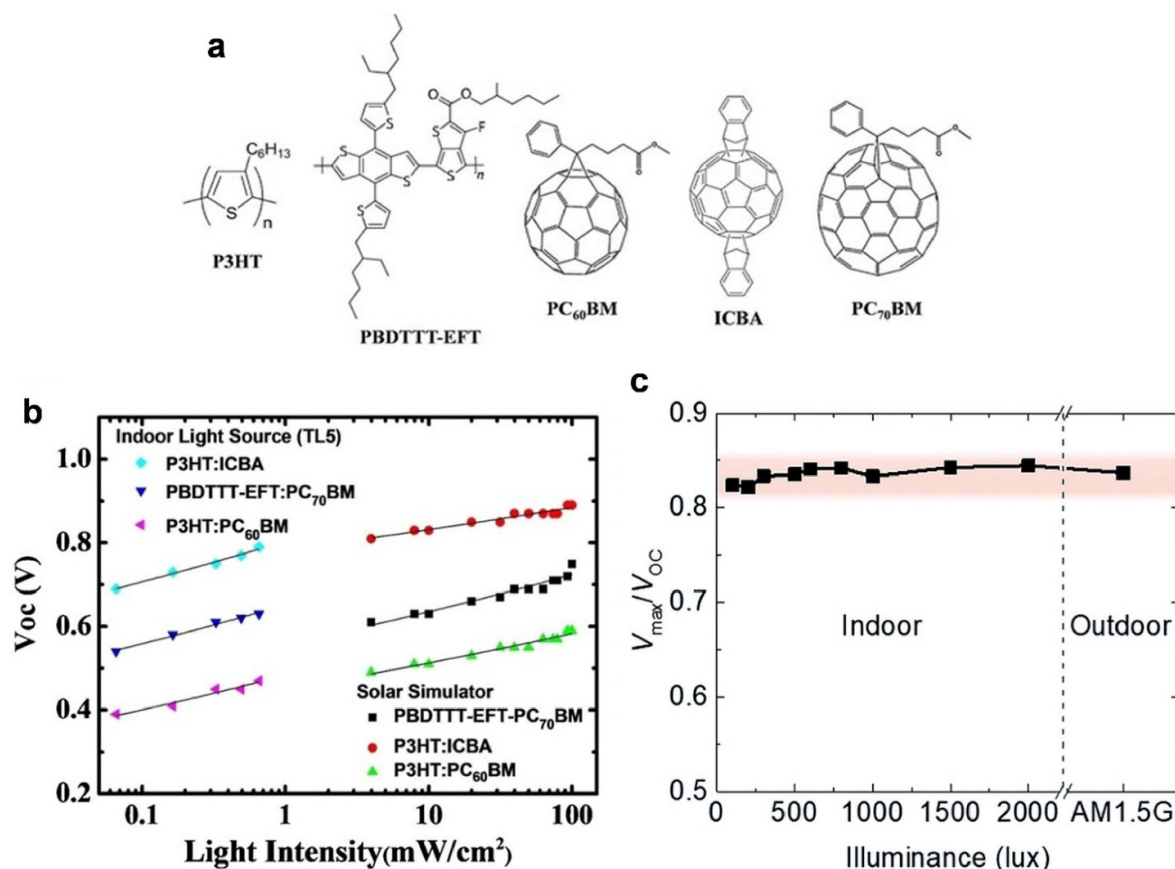 a
C₆H₁₃
S
n
P3HT
S
S
S
S
n
O
O
S
F
S
PBDTTT-EFT
O
O
PC₆₀BM
ICBA
O
O
PC₇₀BM
b
Indoor Light Source (TL5)
P3HT:ICBA
PBDTTT-EFT:PC₇₀BM
P3HT:PC₆₀BM
Solar Simulator
PBDTTT-EFT-PC₇₀BM
P3HT:ICBA
P3HT:PC₆₀BM
Voc (V)
1.0
0.8
0.6
0.4
0.2
0.1
1
10
100
Light Intensity(mW/cm²)
c
Vmax/VOC
0.9
0.8
0.7
0.6
0.5
Indoor
Outdoor
0
500
1000
1500
2000
AM1.5G
Illuminance (lux)